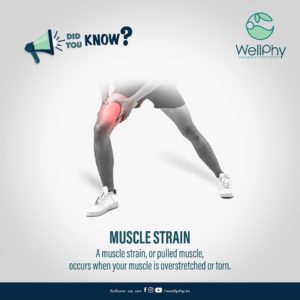 DID YOU KNOW?
WellPhy
MUSCLE STRAIN
A muscle strain, or pulled muscle,
occurs when your muscle is overstretched or torn.
follow us on /wellphy.in